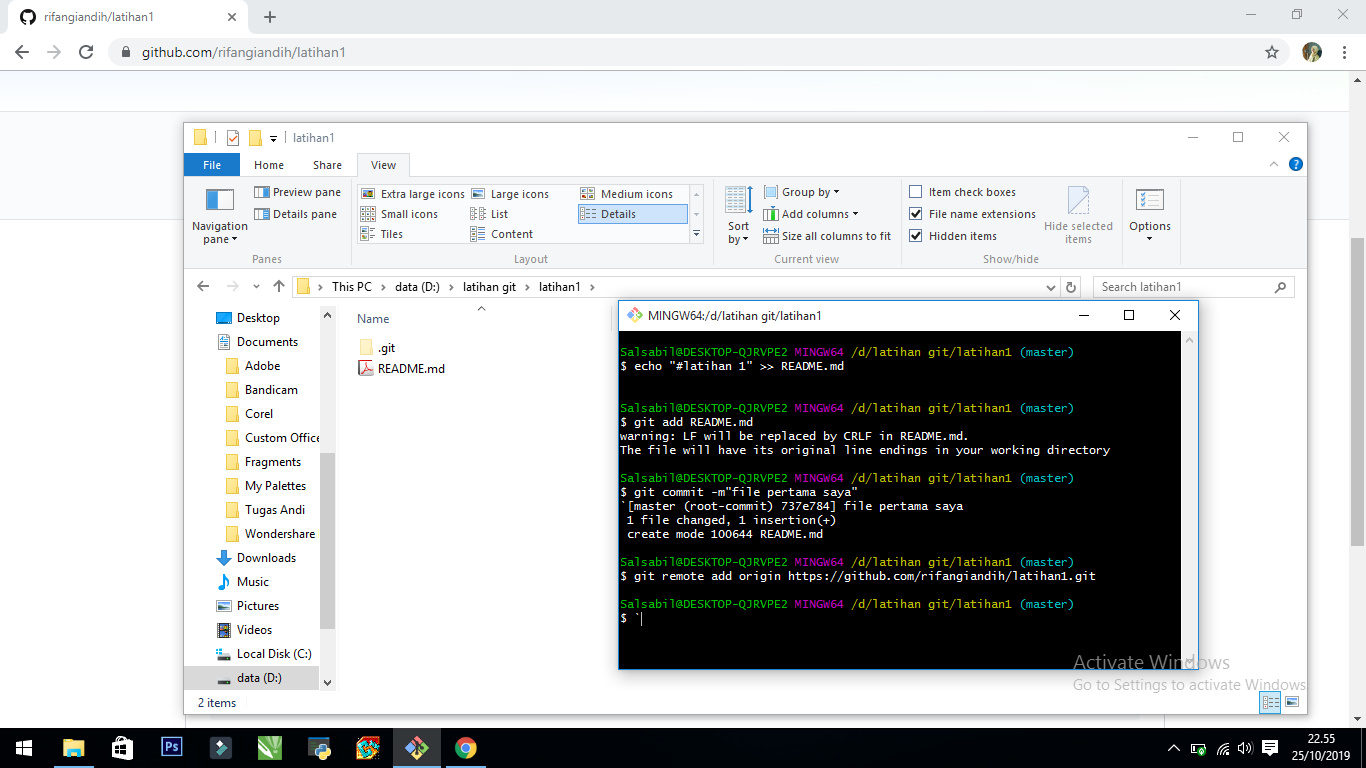 rifangiandih/latihan1
github.com/rifangiandih/latihan1
latihan1
File Home Share View
Navigation pane
Preview pane
Details pane
Panes
Extra large icons Large icons Medium icons
Small icons List Details
Tiles Content
Layout
Sort by
Group by
Add columns
Size all columns to fit
Current view
Item check boxes
File name extensions
Hidden items
Hide selected items
Show/hide
Options
This PC > data (D:) > latihan git > latihan1 >
Search latihan1
Desktop
Documents
Adobe
Bandicam
Corel
Custom Office
Fragments
My Palettes
Tugas Andi
Wondershare
Downloads
Music
Pictures
Videos
Local Disk (C:)
data (D:)
Name
.git
README.md
2 items
MINGW64:/d/latihan git/latihan1
Salsabil@DESKTOP-QJRVPE2 MINGW64 /d/latihan git/latihan1 (master)
$ echo "#latihan 1" >> README.md
Salsabil@DESKTOP-QJRVPE2 MINGW64 /d/latihan git/latihan1 (master)
$ git add README.md
warning: LF will be replaced by CRLF in README.md.
The file will have its original line endings in your working directory
Salsabil@DESKTOP-QJRVPE2 MINGW64 /d/latihan git/latihan1 (master)
$ git commit -m"file pertama saya"
`[master (root-commit) 737e784] file pertama saya
1 file changed, 1 insertion(+)
create mode 100644 README.md
Salsabil@DESKTOP-QJRVPE2 MINGW64 /d/latihan git/latihan1 (master)
$ git remote add origin https://github.com/rifangiandih/latihan1.git
Salsabil@DESKTOP-QJRVPE2 MINGW64 /d/latihan git/latihan1 (master)
$ `
Activate Windows
Go to Settings to activate Windows.
Ps
22.55
25/10/2019